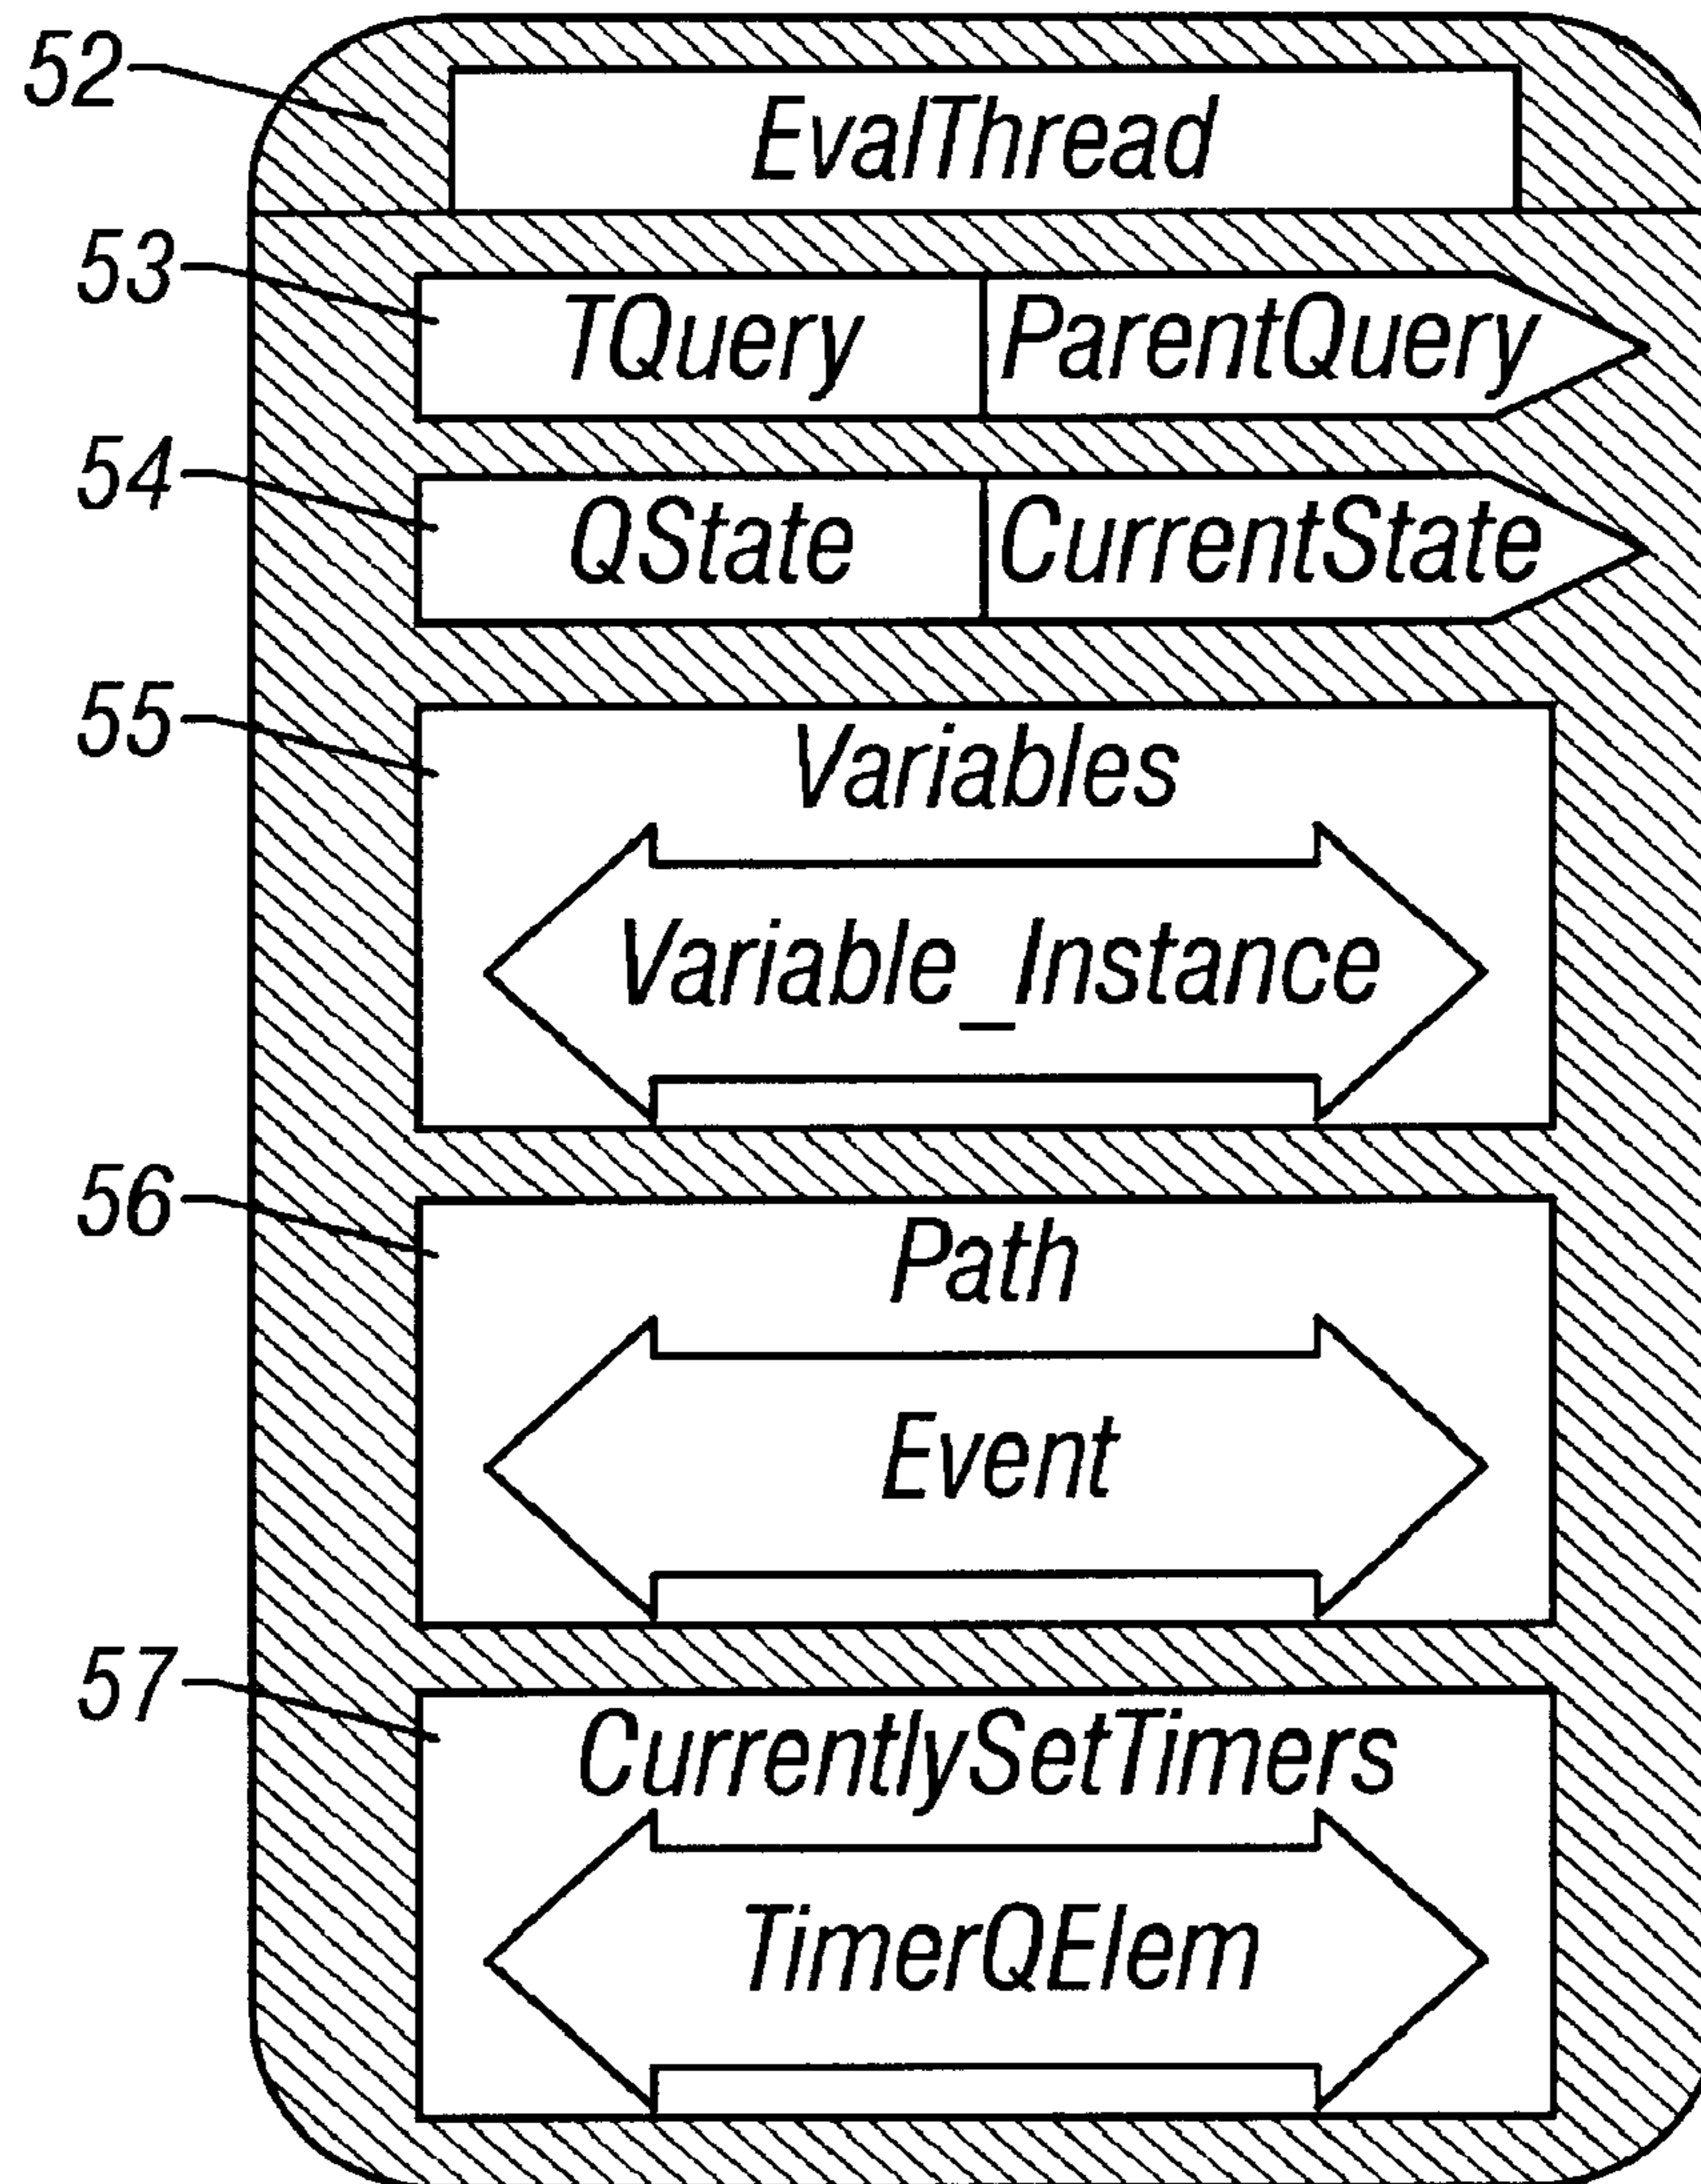 52
EvalThread
53
TQuery ParentQuery
54
QState CurrentState
55
Variables
Variable_Instance
56
Path
Event
57
CurrentlySetTimers
TimerQElem